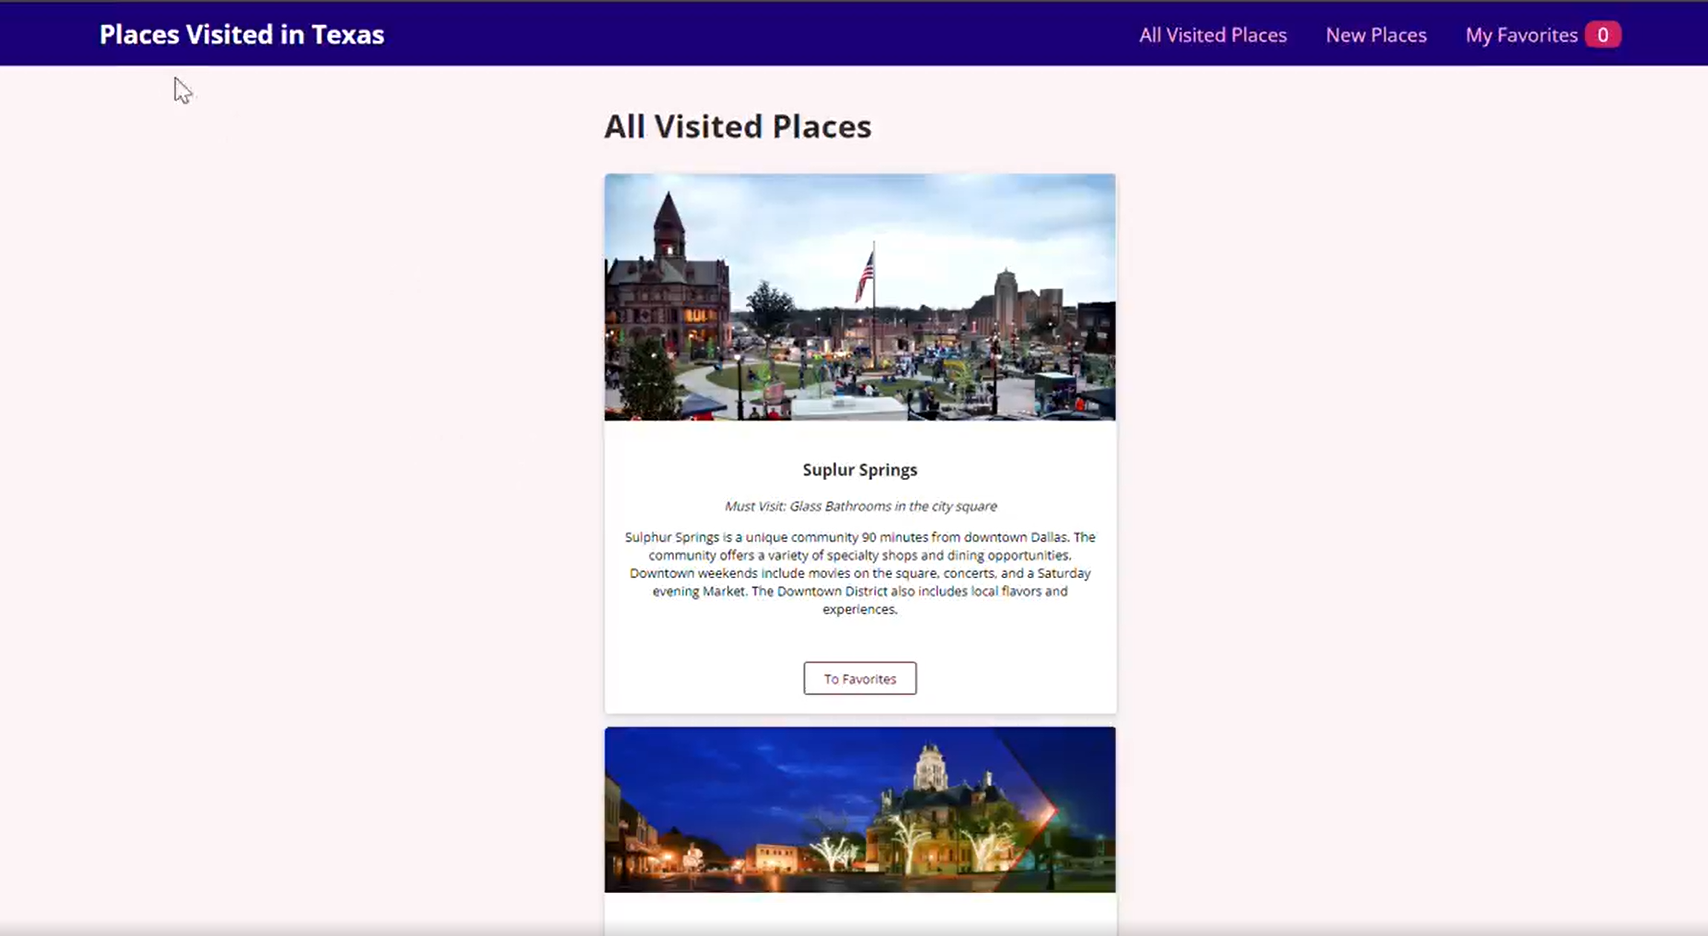 Places Visited in Texas
All Visited Places
New Places
My Favorites 0
All Visited Places
Suplur Springs
Must Visit: Glass Bathrooms in the city square
Sulphur Springs is a unique community 90 minutes from downtown Dallas. The
community offers a variety of specialty shops and dining opportunities.
Downtown weekends include movies on the square, concerts, and a Saturday
evening Market. The Downtown District also includes local flavors and
experiences.
To Favorites